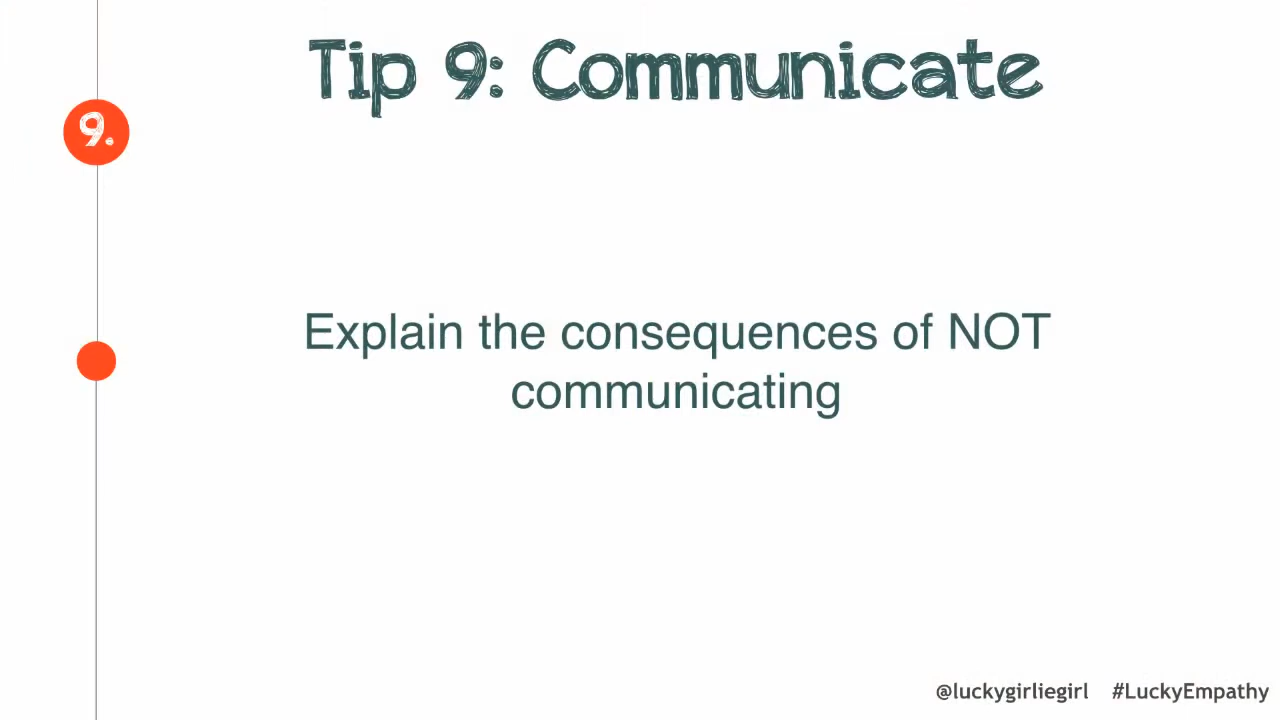 Tip 9: Communicate
9.
Explain the consequences of NOT
communicating
@luckygirliegirl #LuckyEmpathy